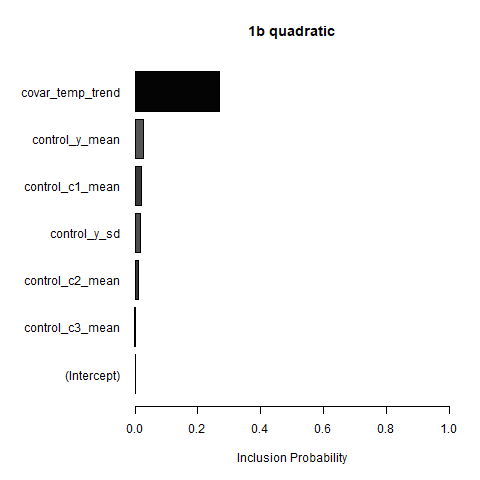 1b quadratic
covar_temp_trend
control_y_mean
control_c1_mean
control_y_sd
control_c2_mean
control_c3_mean
(Intercept)
0.0 0.2 0.4 0.6 0.8 1.0
Inclusion Probability